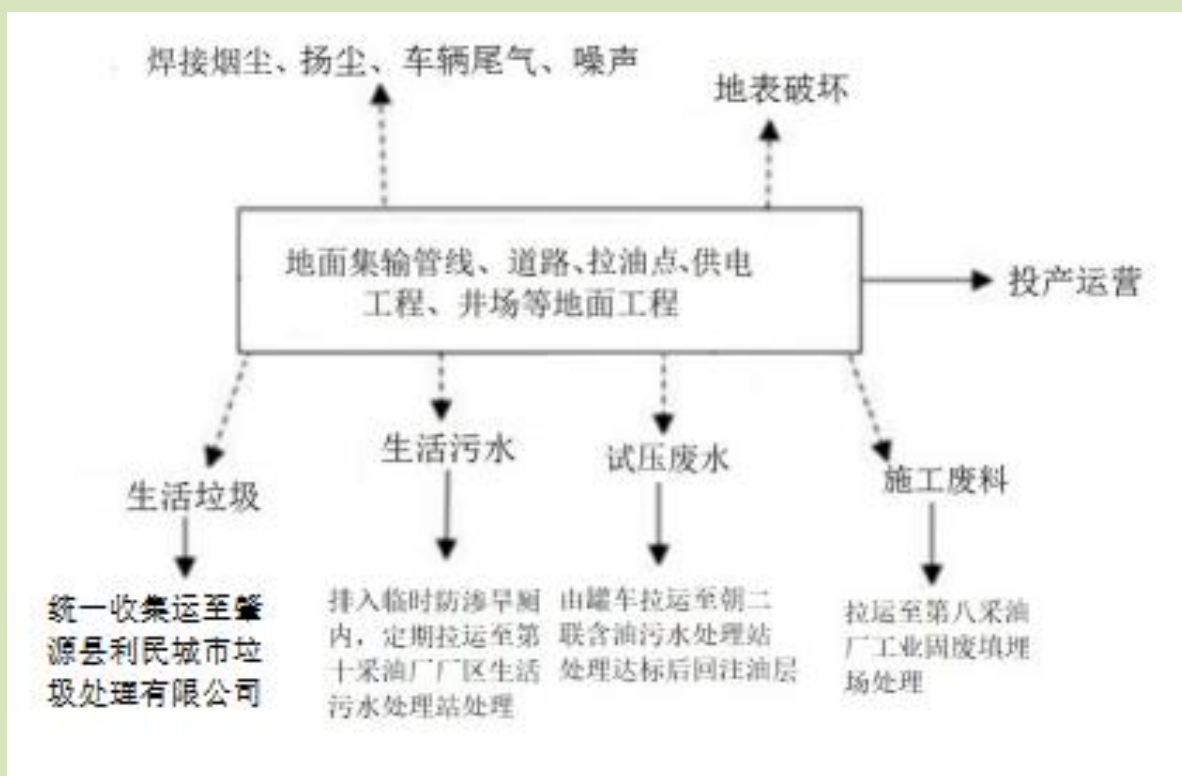 焊接烟尘、扬尘、车辆尾气、噪声
地表破坏
地面集输管线、道路、拉油点、供电
工程、井场等地面工程
投产运营
生活垃圾
生活污水
试压废水
施工废料
统一收集运至肇
源县利民城市垃
圾处理有限公司
排入临时防渗旱厕
内，定期拉运至第
十采油厂厂区生活
污水处理站处理
由罐车拉运至朝二
联含油污水处理站
处理达标后回注油层
拉运至第八采油
厂工业固废填埋
场处理